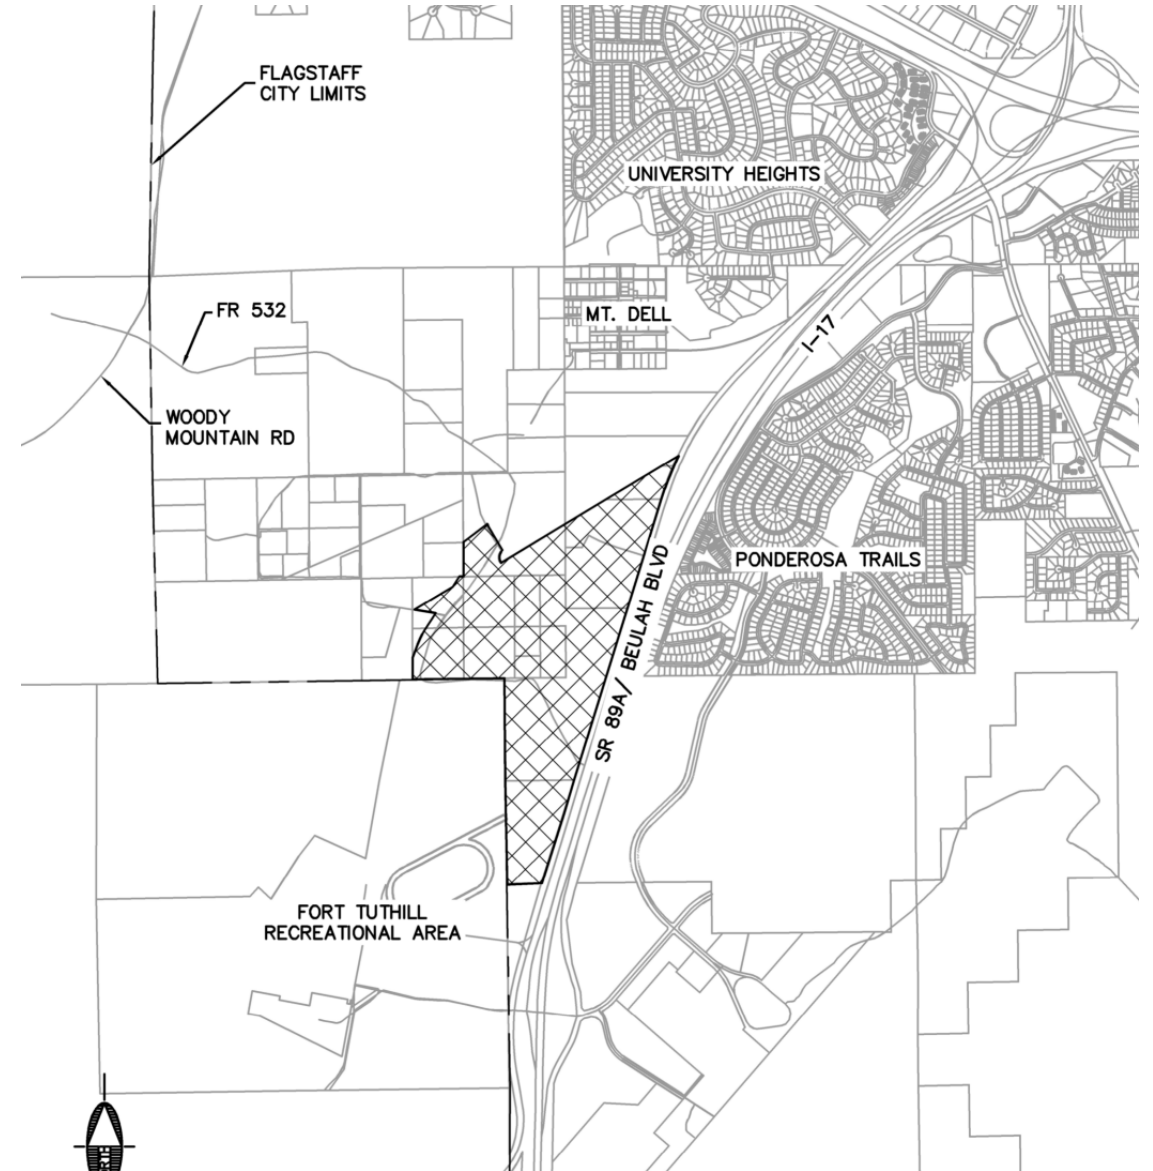 FLAGSTAFF
CITY LIMITS
UNIVERSITY HEIGHTS
FR 532
MT. DELL
I-17
WOODY
MOUNTAIN RD
PONDEROSA TRAILS
SR 89A/ BEULAH BLVD
FORT TUTHILL
RECREATIONAL AREA